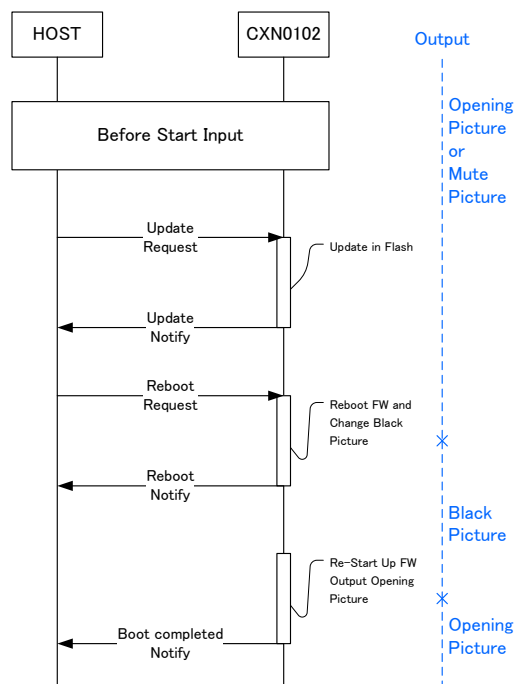 HOST
CXN0102
Output
Before Start Input
Opening
Picture
or
Mute
Picture
Update
Request
Update in Flash
Update
Notify
Reboot
Request
Reboot FW and
Change Black
Picture
Reboot
Notify
Black
Picture
Re-Start Up FW
Output Opening
Picture
Boot completed
Notify
Opening
Picture